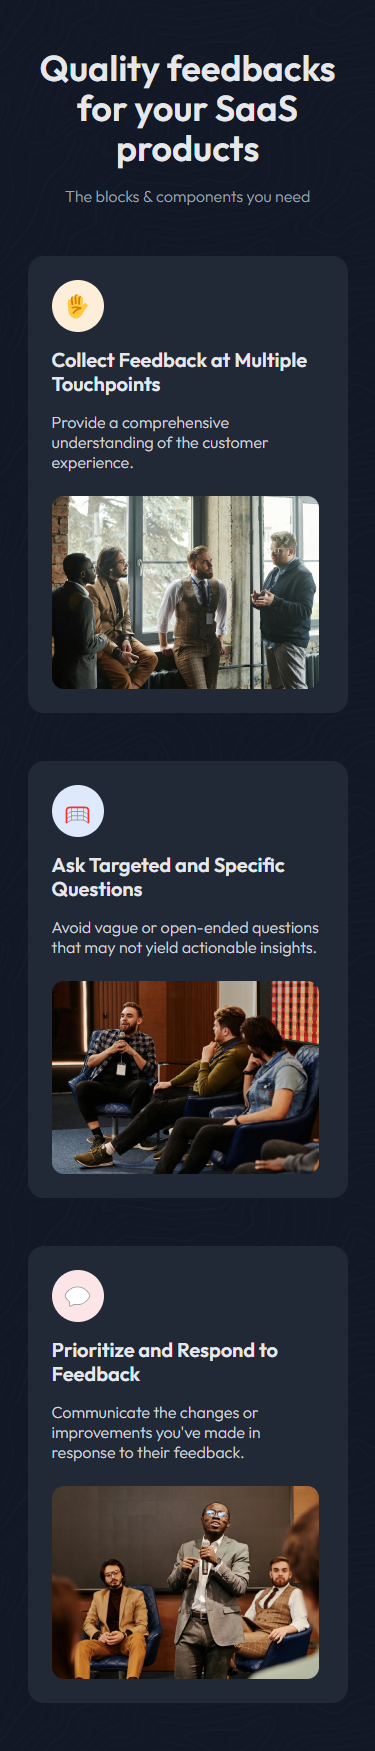 Quality feedbacks
for your SaaS
products
The blocks & components you need
Collect Feedback at Multiple
Touchpoints
Provide a comprehensive
understanding of the customer
experience.
Ask Targeted and Specific
Questions
Avoid vague or open-ended questions
that may not yield actionable insights.
Prioritize and Respond to
Feedback
Communicate the changes or
improvements you've made in
response to their feedback.